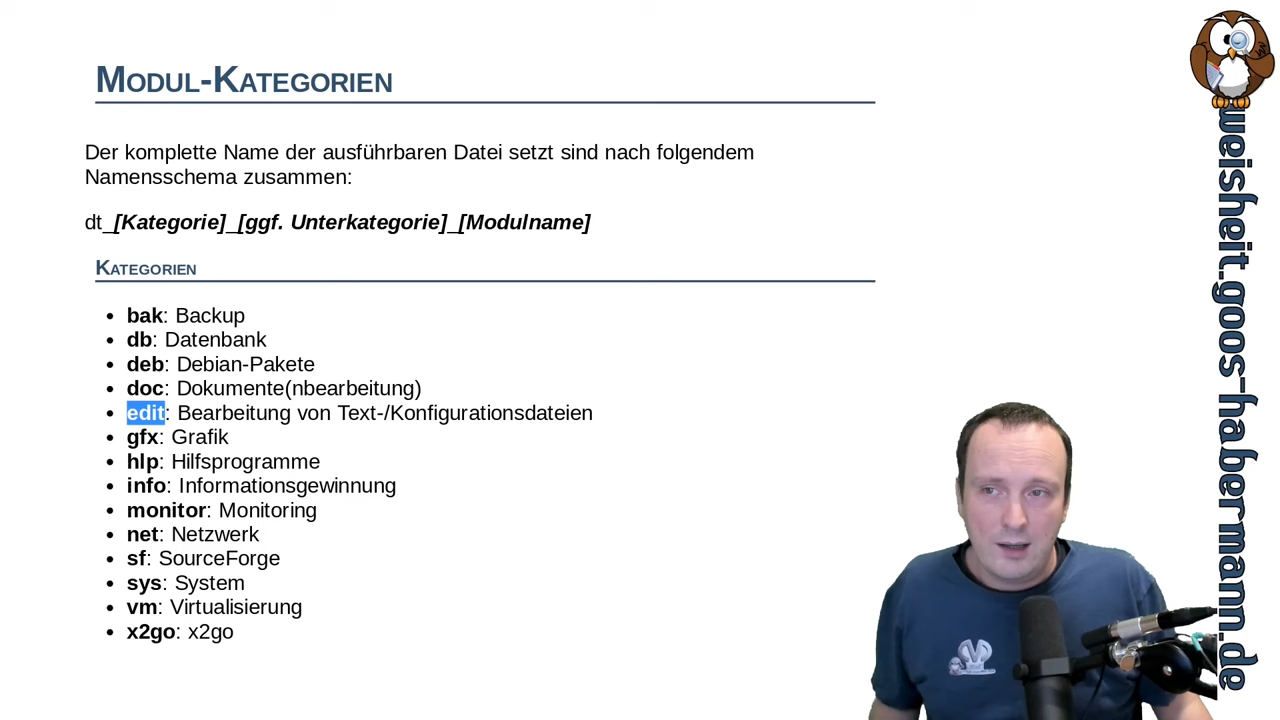 Modul-Kategorien
Der komplette Name der ausführbaren Datei setzt sind nach folgendem
Namensschema zusammen:
dt_[Kategorie]_[ggf. Unterkategorie]_[Modulname]
Kategorien
• bak: Backup
• db: Datenbank
• deb: Debian-Pakete
• doc: Dokumente(nbearbeitung)
• edit: Bearbeitung von Text-/Konfigurationsdateien
• gfx: Grafik
• hlp: Hilfsprogramme
• info: Informationsgewinnung
• monitor: Monitoring
• net: Netzwerk
• sf: SourceForge
• sys: System
• vm: Virtualisierung
• x2go: x2go
weisheit.goos-habermann.de